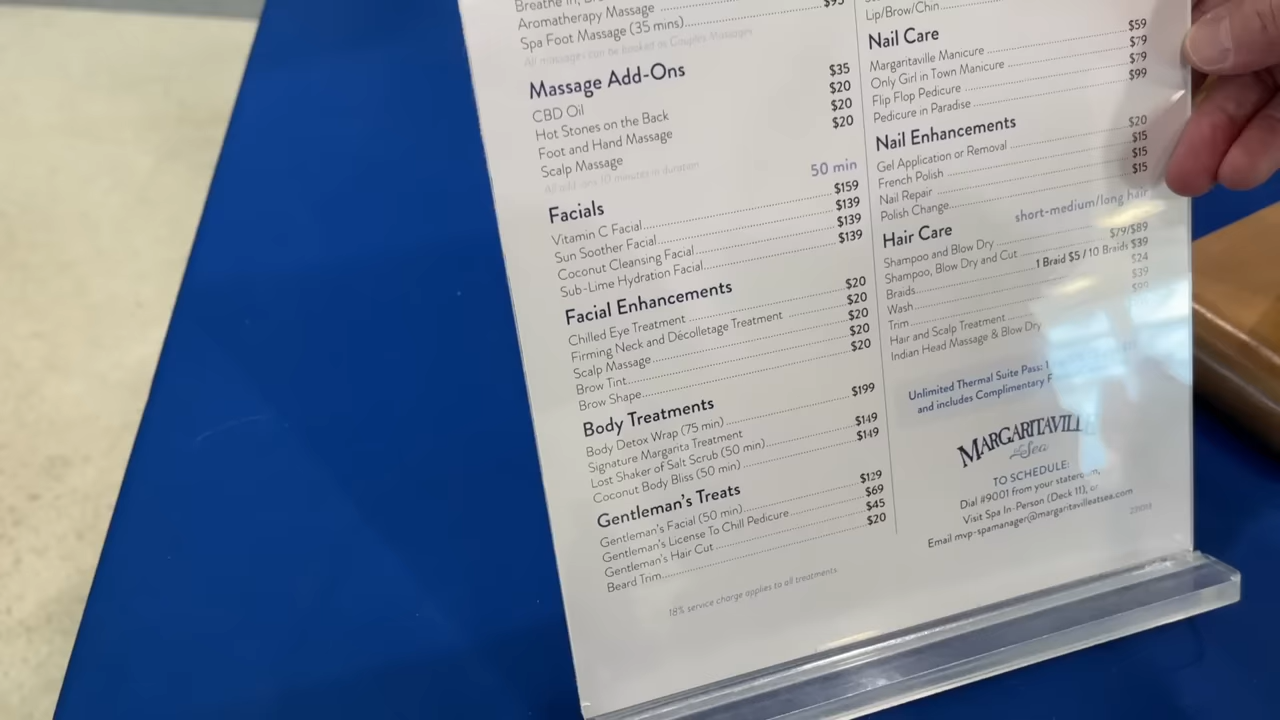 Breathe In,
Aromatherapy Massage
Spa Foot Massage (35 mins) $95
All massages can be booked as Couples Massages
Massage Add-Ons
CBD Oil $35
Hot Stones on the Back $20
Foot and Hand Massage $20
Scalp Massage $20
All add-ons 10 minutes in duration
50 min
Facials
Vitamin C Facial $159
Sun Soother Facial $139
Coconut Cleansing Facial $139
Sub-Lime Hydration Facial $139
Facial Enhancements
Chilled Eye Treatment $20
Firming Neck and Décolletage Treatment $20
Scalp Massage $20
Brow Tint $20
Brow Shape $20
Body Treatments
Body Detox Wrap (75 min) $199
Signature Margarita Treatment
Lost Shaker of Salt Scrub (50 min) $149
Coconut Body Bliss (50 min) $149
Gentleman's Treats
Gentleman's Facial (50 min) $129
Gentleman's License To Chill Pedicure $69
Gentleman's Hair Cut $45
Beard Trim $20
18% service charge applies to all treatments.
Lip/Brow/Chin
Nail Care
Margaritaville Manicure $59
Only Girl in Town Manicure $79
Flip Flop Pedicure $79
Pedicure in Paradise $99
Nail Enhancements
Gel Application or Removal $20
French Polish $15
Nail Repair $15
Polish Change $15
short-medium/long hair
Hair Care
Shampoo and Blow Dry
Shampoo, Blow Dry and Cut $79/$89
Braids 1 Braid $5 / 10 Braids $39
Wash $24
Trim $39
Hair and Scalp Treatment
Indian Head Massage & Blow Dry
Unlimited Thermal Suite Pass:
and includes Complimentary
MARGARITAVILL
at Sea
TO SCHEDULE:
Dial #9001 from your stateroom,
Visit Spa In-Person (Deck 11), or
Email mvp-spamanager@margaritavilleatsea.com